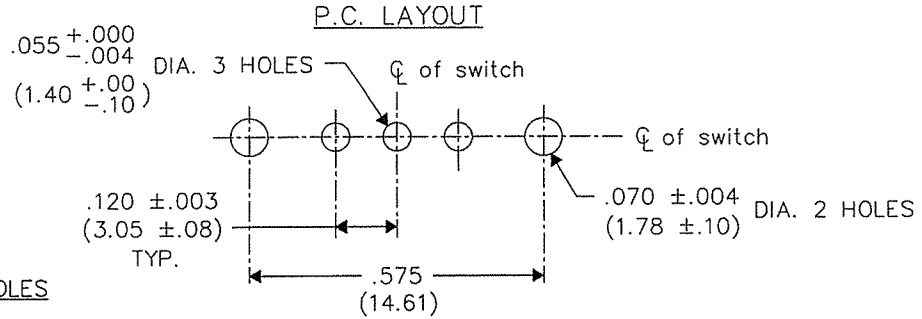 P.C. LAYOUT
.055 +.000
-.004
(1.40 +.00
-.10)
DIA. 3 HOLES
℄ of switch
℄ of switch
.120 ±.003
(3.05 ±.08)
TYP.
.070 ±.004
(1.78 ±.10)
DIA. 2 HOLES
.575
(14.61)
OLES